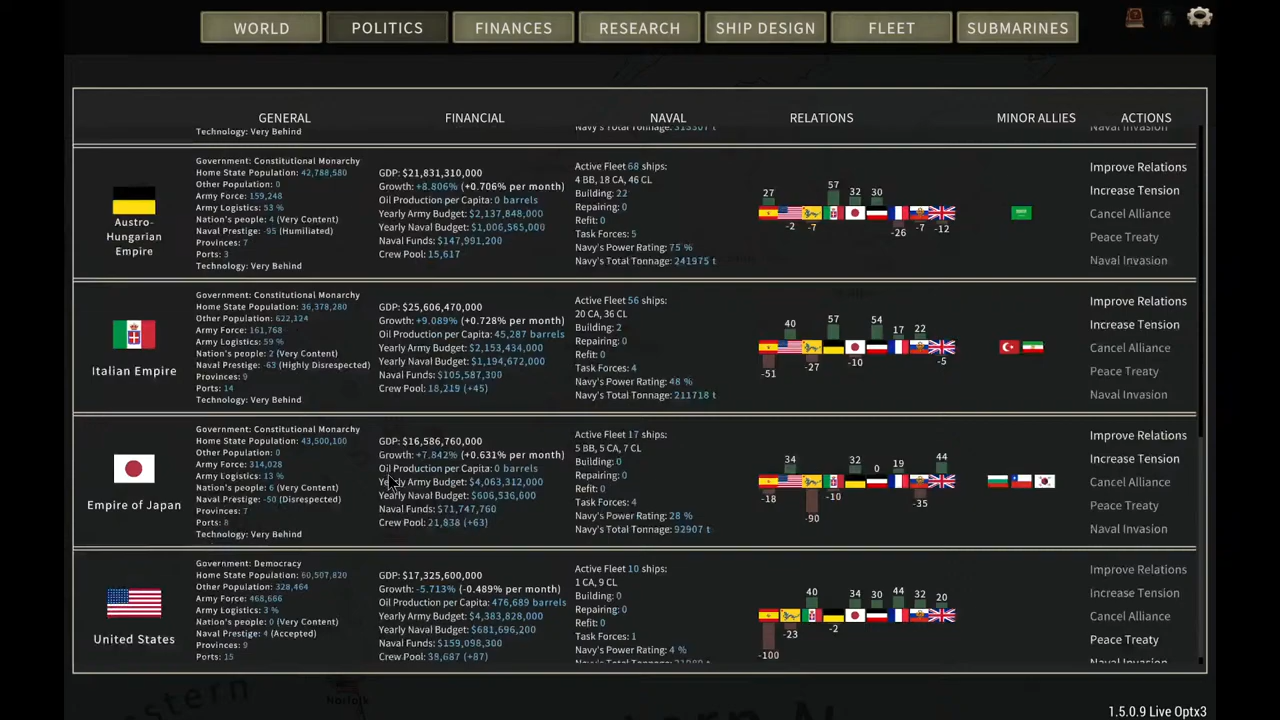 WORLD
POLITICS
FINANCES
RESEARCH
SHIP DESIGN
FLEET
SUBMARINES
GENERAL
FINANCIAL
NAVAL
RELATIONS
MINOR ALLIES
ACTIONS
Technology: Very Behind
Navy's Total Tonnage: 313307 t
Naval Invasion
Austro-
Hungarian
Empire
Government: Constitutional Monarchy
Home State Population: 42,788,580
Other Population: 0
Army Force: 159,248
Army Logistics: 53 %
Nation's people: 4 (Very Content)
Naval Prestige: -95 (Humiliated)
Provinces: 7
Ports: 3
Technology: Very Behind
GDP: $21,831,310,000
Growth: +8.806% (+0.706% per month)
Oil Production per Capita: 0 barrels
Yearly Army Budget: $2,137,848,000
Yearly Naval Budget: $1,006,565,000
Naval Funds: $147,991,200
Crew Pool: 15,617
Active Fleet 68 ships:
4 BB, 18 CA, 46 CL
Building: 22
Repairing: 0
Refit: 0
Task Forces: 5
Navy's Power Rating: 75 %
Navy's Total Tonnage: 241975 t
27 57 32 30
-2 -7 -26 -7 -12
Improve Relations
Increase Tension
Cancel Alliance
Peace Treaty
Naval Invasion
Italian Empire
Government: Constitutional Monarchy
Home State Population: 36,378,280
Other Population: 622,124
Army Force: 161,768
Army Logistics: 59 %
Nation's people: 2 (Very Content)
Naval Prestige: -63 (Highly Disrespected)
Provinces: 9
Ports: 14
Technology: Very Behind
GDP: $25,606,470,000
Growth: +9.089% (+0.728% per month)
Oil Production per Capita: 45,287 barrels
Yearly Army Budget: $2,153,434,000
Yearly Naval Budget: $1,194,672,000
Naval Funds: $105,587,300
Crew Pool: 18,219 (+45)
Active Fleet 56 ships:
20 CA, 36 CL
Building: 2
Repairing: 0
Refit: 0
Task Forces: 4
Navy's Power Rating: 48 %
Navy's Total Tonnage: 211718 t
40 57 54 17 22
-51 -27 -10 -5
Improve Relations
Increase Tension
Cancel Alliance
Peace Treaty
Naval Invasion
Empire of Japan
Government: Constitutional Monarchy
Home State Population: 43,500,100
Other Population: 0
Army Force: 314,028
Army Logistics: 13 %
Nation's people: 6 (Very Content)
Naval Prestige: -50 (Disrespected)
Provinces: 7
Ports: 8
Technology: Very Behind
GDP: $16,586,760,000
Growth: +7.842% (+0.631% per month)
Oil Production per Capita: 0 barrels
Yearly Army Budget: $4,063,312,000
Yearly Naval Budget: $606,536,600
Naval Funds: $71,747,760
Crew Pool: 21,838 (+63)
Active Fleet 17 ships:
5 BB, 5 CA, 7 CL
Building: 0
Repairing: 0
Refit: 0
Task Forces: 4
Navy's Power Rating: 28 %
Navy's Total Tonnage: 92907 t
34 32 0 19 44
-18 -90 -10 -35
Improve Relations
Increase Tension
Cancel Alliance
Peace Treaty
Naval Invasion
United States
Government: Democracy
Home State Population: 60,507,820
Other Population: 328,464
Army Force: 468,666
Army Logistics: 3 %
Nation's people: 0 (Very Content)
Naval Prestige: 4 (Accepted)
Provinces: 9
Ports: 15
GDP: $17,325,600,000
Growth: -5.713% (-0.489% per month)
Oil Production per Capita: 476,689 barrels
Yearly Army Budget: $4,383,828,000
Yearly Naval Budget: $681,696,200
Naval Funds: $159,098,300
Crew Pool: 38,687 (+87)
Active Fleet 10 ships:
1 CA, 9 CL
Building: 0
Repairing: 0
Refit: 0
Task Forces: 1
Navy's Power Rating: 4 %
40 34 30 44 32 20
-100 -23 -2
Improve Relations
Increase Tension
Cancel Alliance
Peace Treaty
Naval Invasion
Norfolk
1.5.0.9 Live Optx3